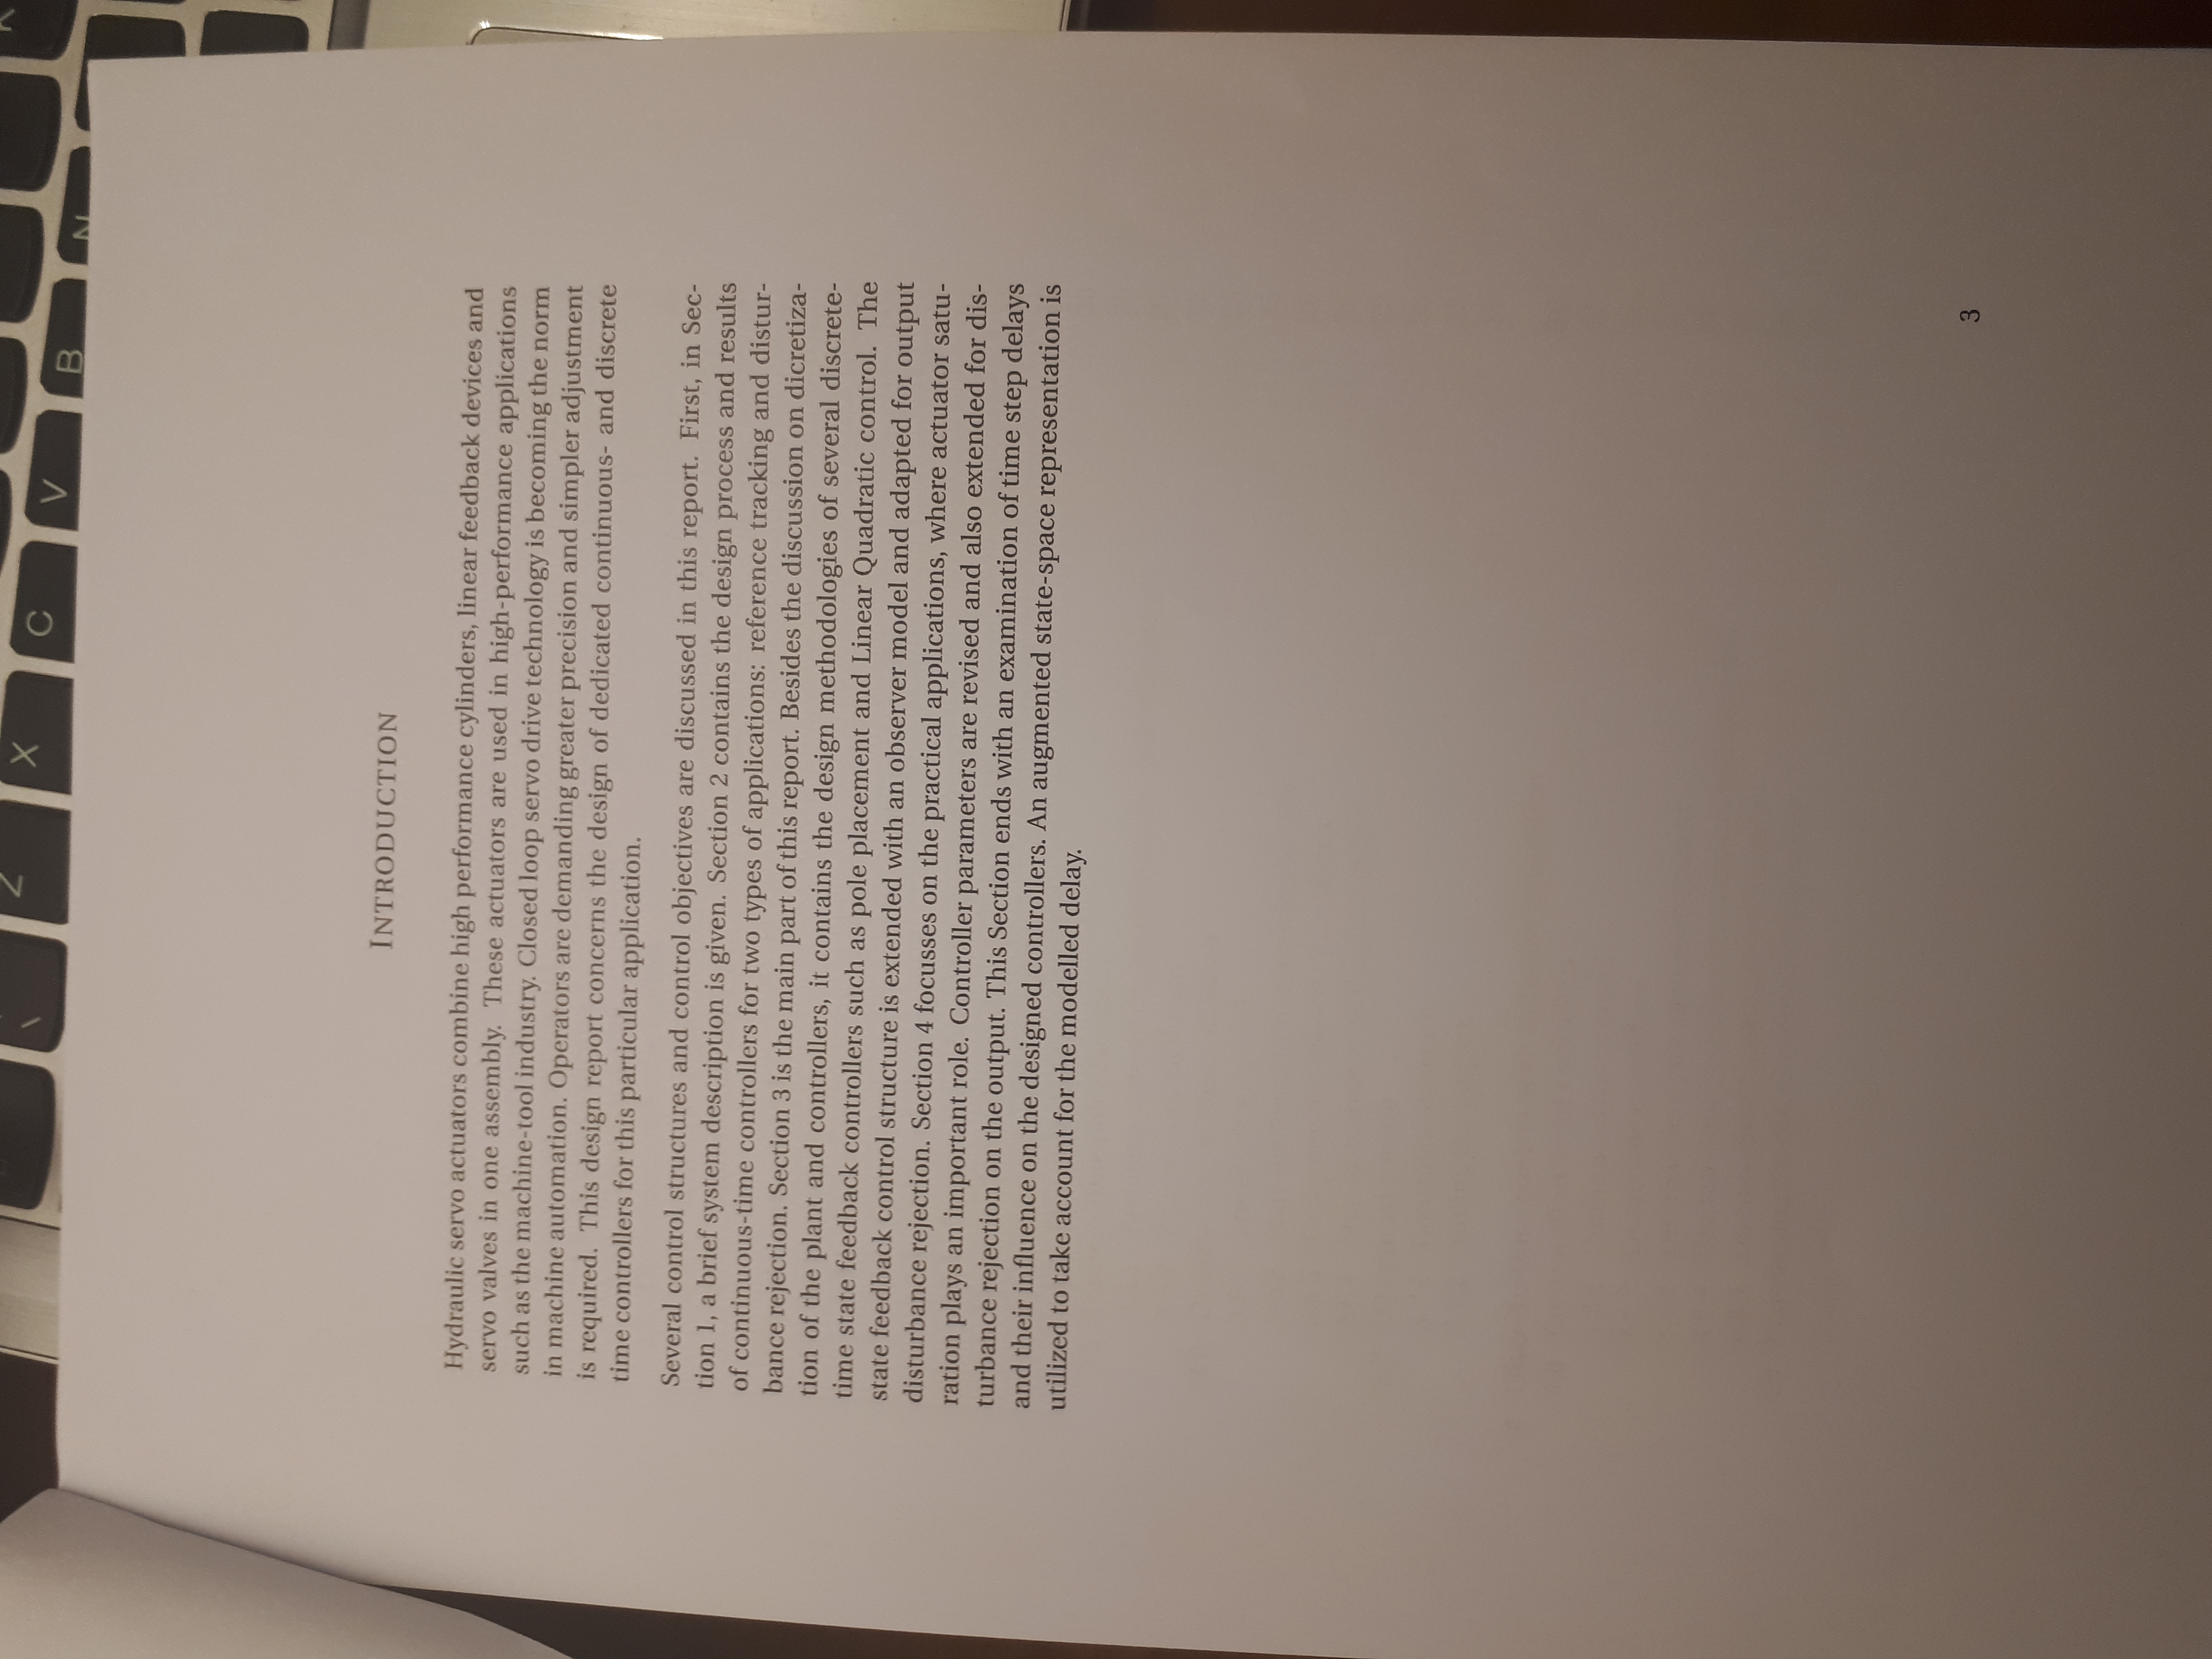 \ Z X C V B N
INTRODUCTION
Hydraulic servo actuators combine high performance cylinders, linear feedback devices and
servo valves in one assembly. These actuators are used in high-performance applications
such as the machine-tool industry. Closed loop servo drive technology is becoming the norm
in machine automation. Operators are demanding greater precision and simpler adjustment
is required. This design report concerns the design of dedicated continuous- and discrete
time controllers for this particular application.
Several control structures and control objectives are discussed in this report. First, in Sec-
tion 1, a brief system description is given. Section 2 contains the design process and results
of continuous-time controllers for two types of applications: reference tracking and distur-
bance rejection. Section 3 is the main part of this report. Besides the discussion on dicretiza-
tion of the plant and controllers, it contains the design methodologies of several discrete-
time state feedback controllers such as pole placement and Linear Quadratic control. The
state feedback control structure is extended with an observer model and adapted for output
disturbance rejection. Section 4 focusses on the practical applications, where actuator satu-
ration plays an important role. Controller parameters are revised and also extended for dis-
turbance rejection on the output. This Section ends with an examination of time step delays
and their influence on the designed controllers. An augmented state-space representation is
utilized to take account for the modelled delay.
3